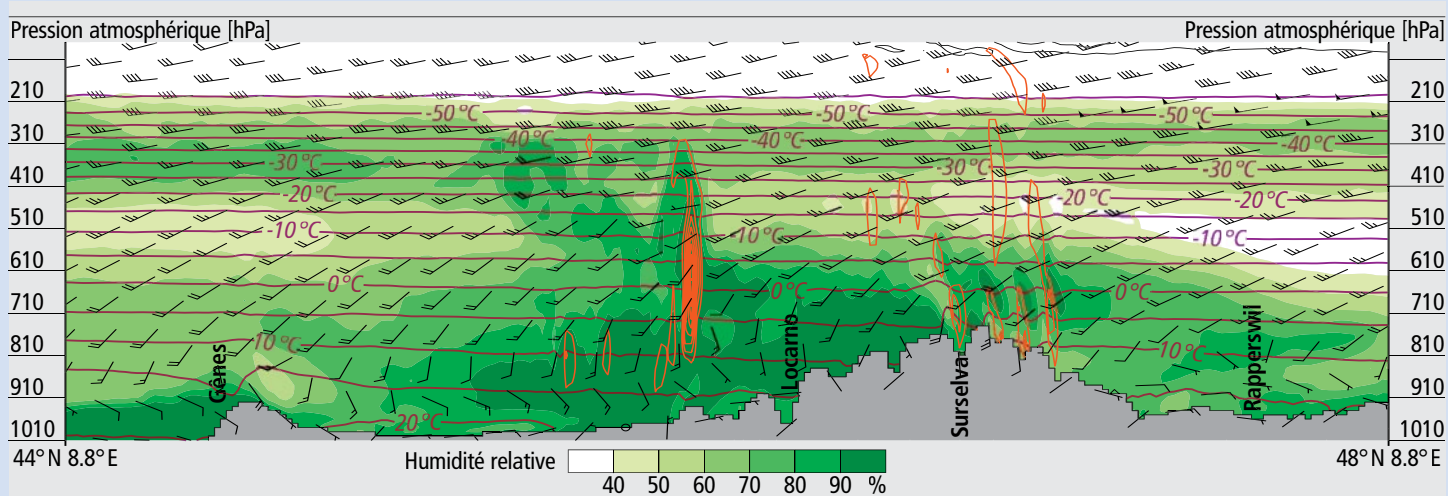 Pression atmosphérique [hPa]
Pression atmosphérique [hPa]
210
210
-50°C
-50°C
-50°C
310
310
-40°C
-40°C
-40°C
-30°C
-30°C
-30°C
410
410
-20°C
-20°C
-20°C
510
510
-10°C
-10°C
-10°C
610
610
0°C
0°C
0°C
710
710
810
810
10°C
10°C
Gênes
Locarno
Surselva
Rapperswil
910
910
20°C
1010
1010
44° N 8.8° E
48° N 8.8° E
Humidité relative
40 50 60 70 80 90 %